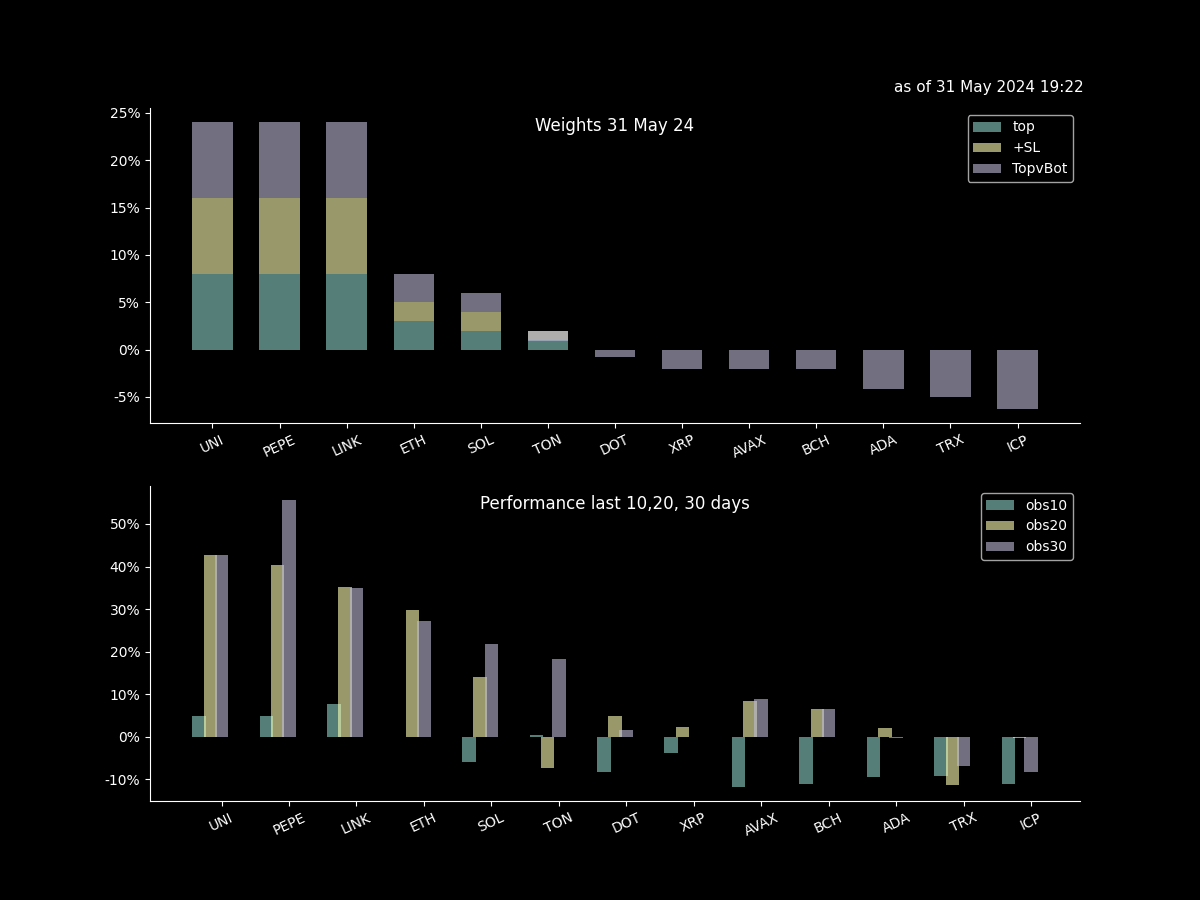 as of 31 May 2024 19:22
Weights 31 May 24
top
+SL
TopvBot
25%
20%
15%
10%
5%
0%
-5%
UNI PEPE LINK ETH SOL TON DOT XRP AVAX BCH ADA TRX ICP
Performance last 10,20, 30 days
obs10
obs20
obs30
50%
40%
30%
20%
10%
0%
-10%
UNI PEPE LINK ETH SOL TON DOT XRP AVAX BCH ADA TRX ICP